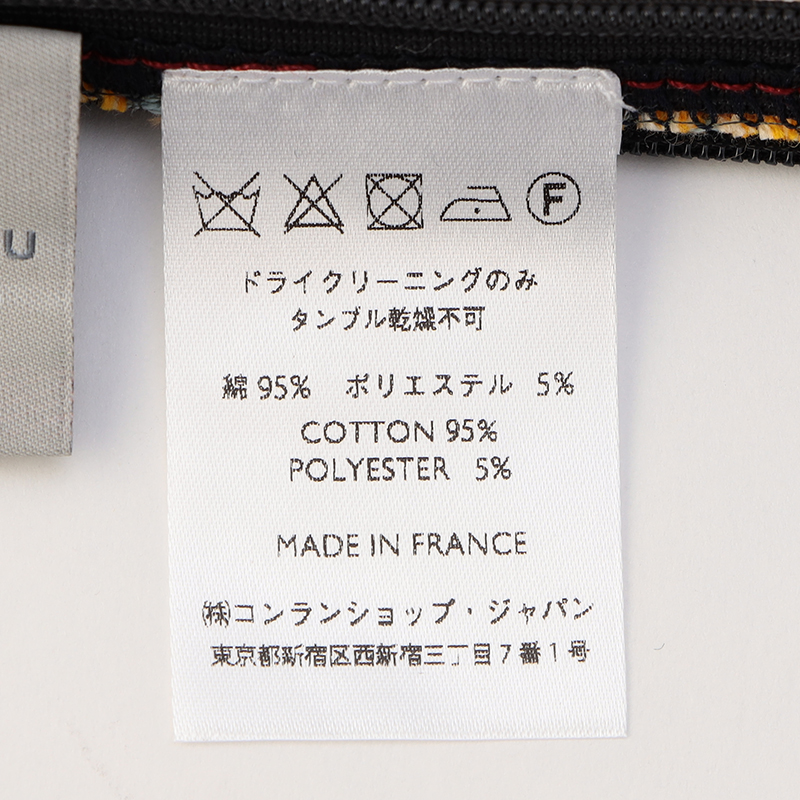 U
F
ドライクリーニングのみ
タンブル乾燥不可
綿 95% ポリエステル 5%
COTTON 95%
POLYESTER 5%
MADE IN FRANCE
㈱コンランショップ・ジャパン
東京都新宿区西新宿三丁目7番1号